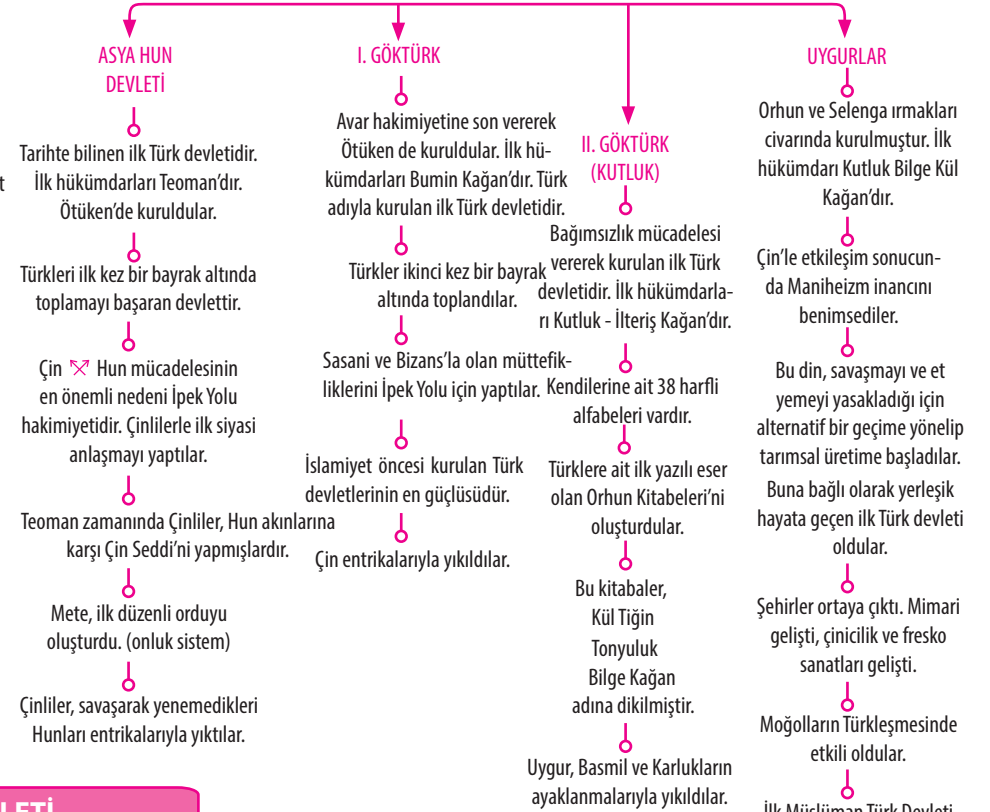 ASYA HUN
DEVLETİ
Tarihte bilinen ilk Türk devletidir.
İlk hükümdarları Teoman’dır.
Ötüken’de kuruldular.
Türkleri ilk kez bir bayrak altında
toplamayı başaran devlettir.
Çin Hun mücadelesinin
en önemli nedeni İpek Yolu
hakimiyetidir. Çinlilerle ilk siyasi
anlaşmayı yaptılar.
Teoman zamanında Çinliler, Hun akınlarına
karşı Çin Seddi’ni yapmışlardır.
Mete, ilk düzenli orduyu
oluşturdu. (onluk sistem)
Çinliler, savaşarak yenemedikleri
Hunları entrikalarıyla yıktılar.
I. GÖKTÜRK
Avar hakimiyetine son vererek
Ötüken de kuruldular. İlk hü-
kümdarları Bumin Kağan’dır. Türk
adıyla kurulan ilk Türk devletidir.
Türkler ikinci kez bir bayrak
altında toplandılar.
Sasani ve Bizans’la olan müttefik-
liklerini İpek Yolu için yaptılar.
İslamiyet öncesi kurulan Türk
devletlerinin en güçlüsüdür.
Çin entrikalarıyla yıkıldılar.
II. GÖKTÜRK
(KUTLUK)
Bağımsızlık mücadelesi
vererek kurulan ilk Türk
devletidir. İlk hükümdarla-
rı Kutluk - İlteriş Kağan’dır.
Kendilerine ait 38 harfli
alfabeleri vardır.
Türklere ait ilk yazılı eser
olan Orhun Kitabeleri’ni
oluşturdular.
Bu kitabaler,
Kül Tiğin
Tonyuluk
Bilge Kağan
adına dikilmiştir.
Uygur, Basmil ve Karlukların
ayaklanmalarıyla yıkıldılar.
UYGURLAR
Orhun ve Selenga ırmakları
civarında kurulmuştur. İlk
hükümdarı Kutluk Bilge Kül
Kağan’dır.
Çin’le etkileşim sonucun-
da Maniheizm inancını
benimsediler.
Bu din, savaşmayı ve et
yemeyi yasakladığı için
alternatif bir geçime yönelip
tarımsal üretime başladılar.
Buna bağlı olarak yerleşik
hayata geçen ilk Türk devleti
oldular.
Şehirler ortaya çıktı. Mimari
gelişti, çinicilik ve fresko
sanatları gelişti.
Moğolların Türkleşmesinde
etkili oldular.
İlk Müslüman Türk Devleti
LETİ